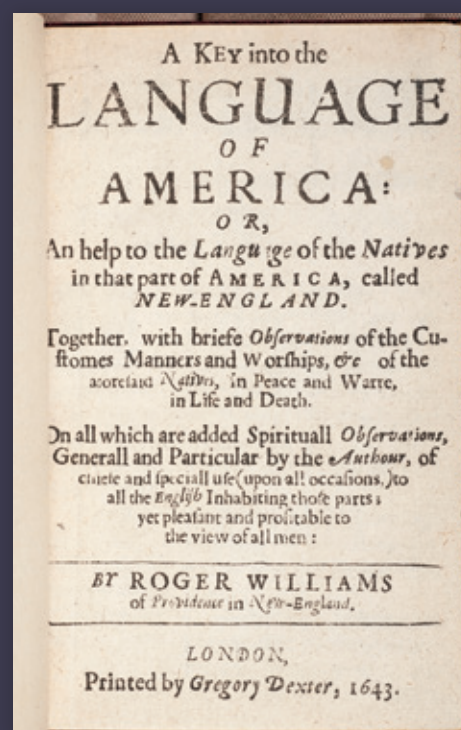 A KEY into the
LANGUAGE
OF
AMERICA:
OR,
An help to the Language of the Natives
in that part of AMERICA, called
NEW-ENGLAND.
Together, with briefe Obſervations of the Cu-
ſtomes Manners and Worſhips, &c of the
aforeſaid Natives, in Peace and Warre,
in Life and Death.
On all which are added Spirituall Obſervations,
Generall and Particular by the Authour, of
chiefe and ſpeciall uſe (upon all occaſions,) to
all the Engliſh Inhabiting thoſe parts;
yet pleaſant and profitable to
the view of all men:
BY ROGER WILLIAMS
of Providence in New-England.
LONDON,
Printed by Gregory Dexter, 1643.